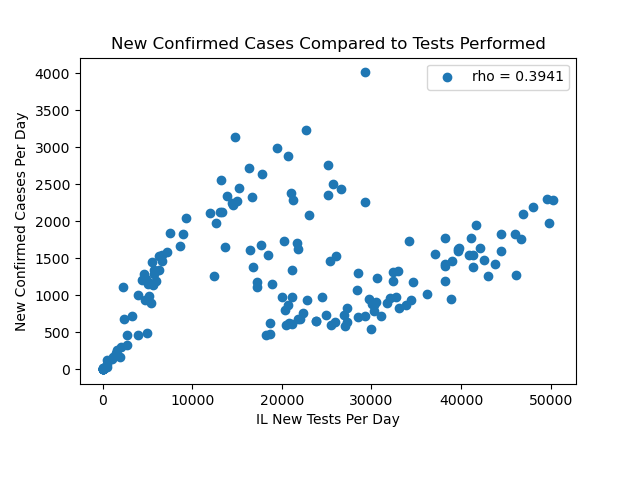 New Confirmed Cases Compared to Tests Performed
rho = 0.3941
4000
3500
3000
2500
2000
1500
1000
500
0
New Confirmed Caeses Per Day
0 10000 20000 30000 40000 50000
IL New Tests Per Day